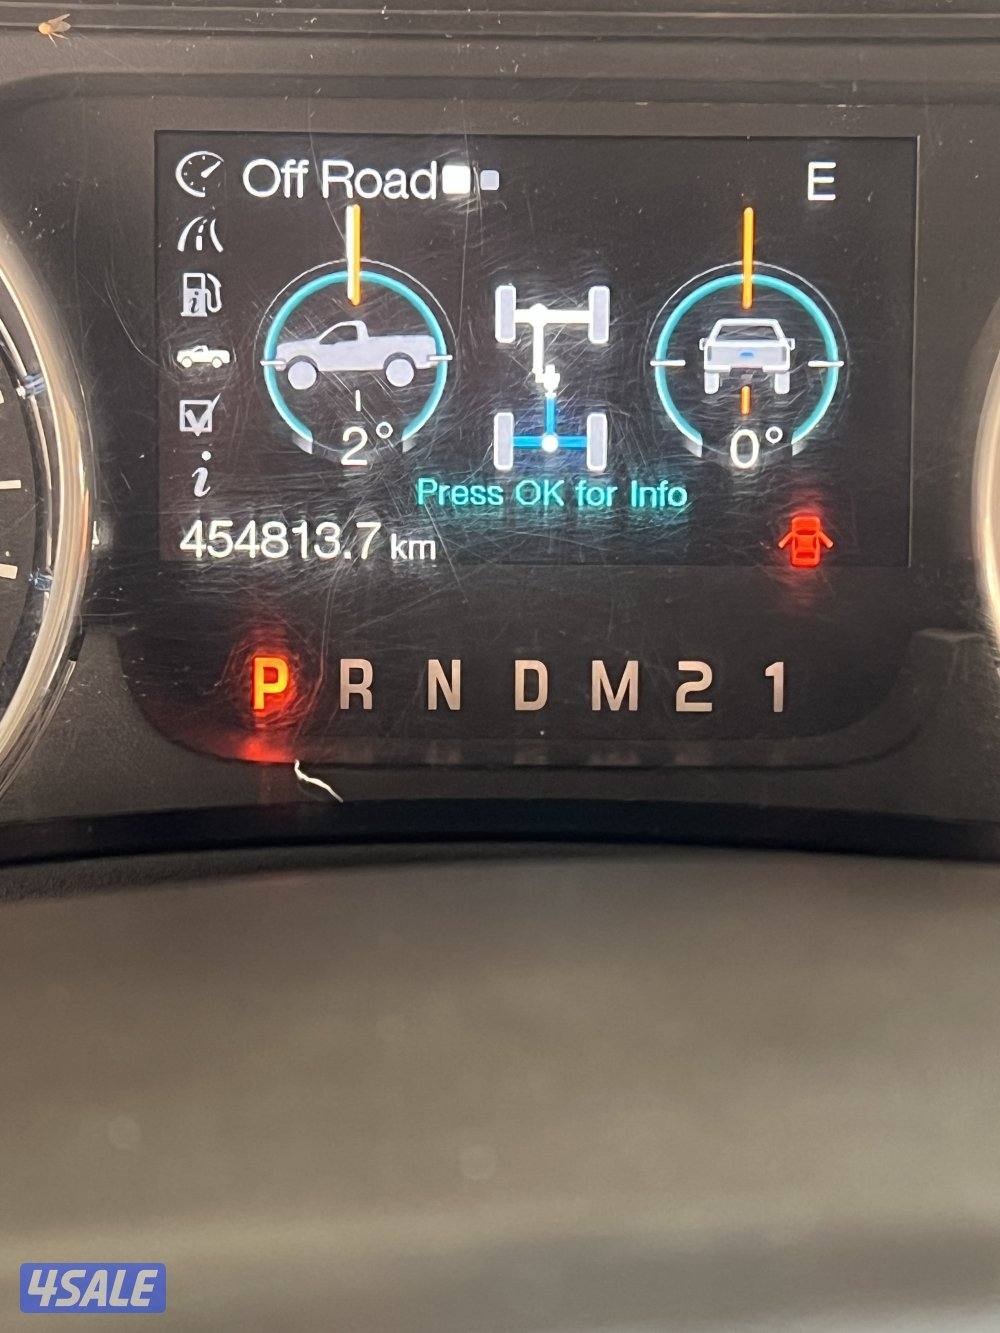 Off Road E
2° 0°
Press OK for Info
454813.7 km
P R N D M 2 1
4SALE